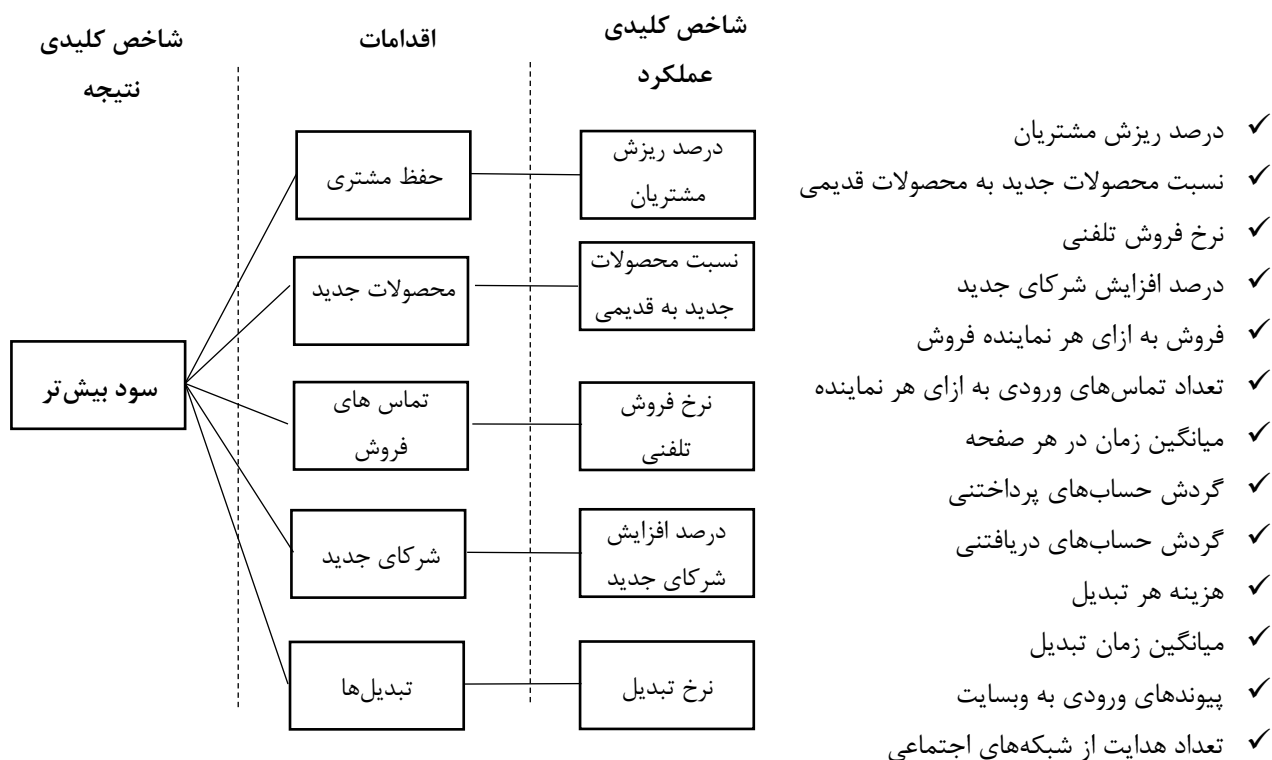 شاخص کلیدی
عملکرد
اقدامات
شاخص کلیدی
نتیجه
درصد ریزش
مشتریان
حفظ مشتری
نسبت محصولات
جدید به قدیمی
محصولات جدید
سود بیش‌تر
نرخ فروش
تلفنی
تماس های
فروش
درصد افزایش
شرکای جدید
شرکای جدید
نرخ تبدیل
تبدیل‌ها
✓ درصد ریزش مشتریان
✓ نسبت محصولات جدید به محصولات قدیمی
✓ نرخ فروش تلفنی
✓ درصد افزایش شرکای جدید
✓ فروش به ازای هر نماینده فروش
✓ تعداد تماس‌های ورودی به ازای هر نماینده
✓ میانگین زمان در هر صفحه
✓ گردش حساب‌های پرداختنی
✓ گردش حساب‌های دریافتنی
✓ هزینه هر تبدیل
✓ میانگین زمان تبدیل
✓ پیوندهای ورودی به وبسایت
✓ تعداد هدایت از شبکه‌های اجتماعی